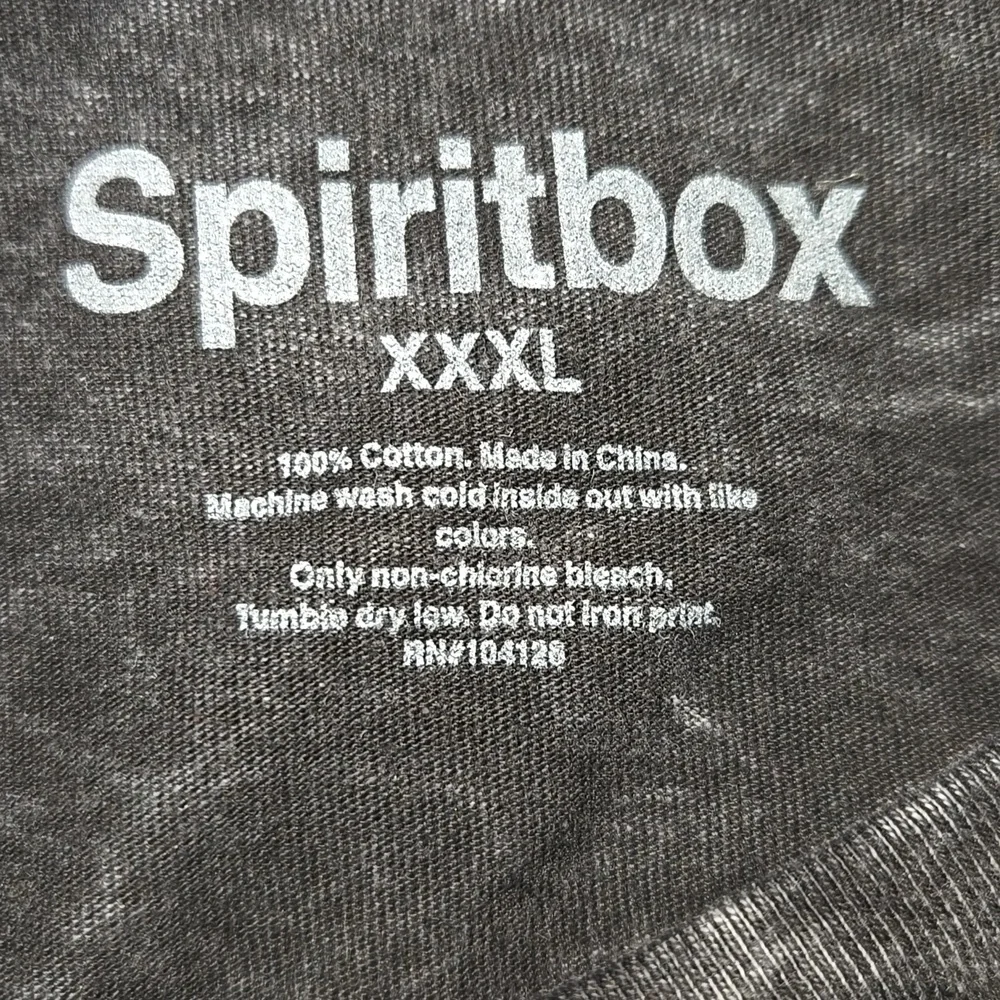 Spiritbox
XXXL
100% Cotton. Made in China.
Machine wash cold inside out with like
colors.
Only non-chlorine bleach.
Tumble dry low. Do not iron print.
RN#104128